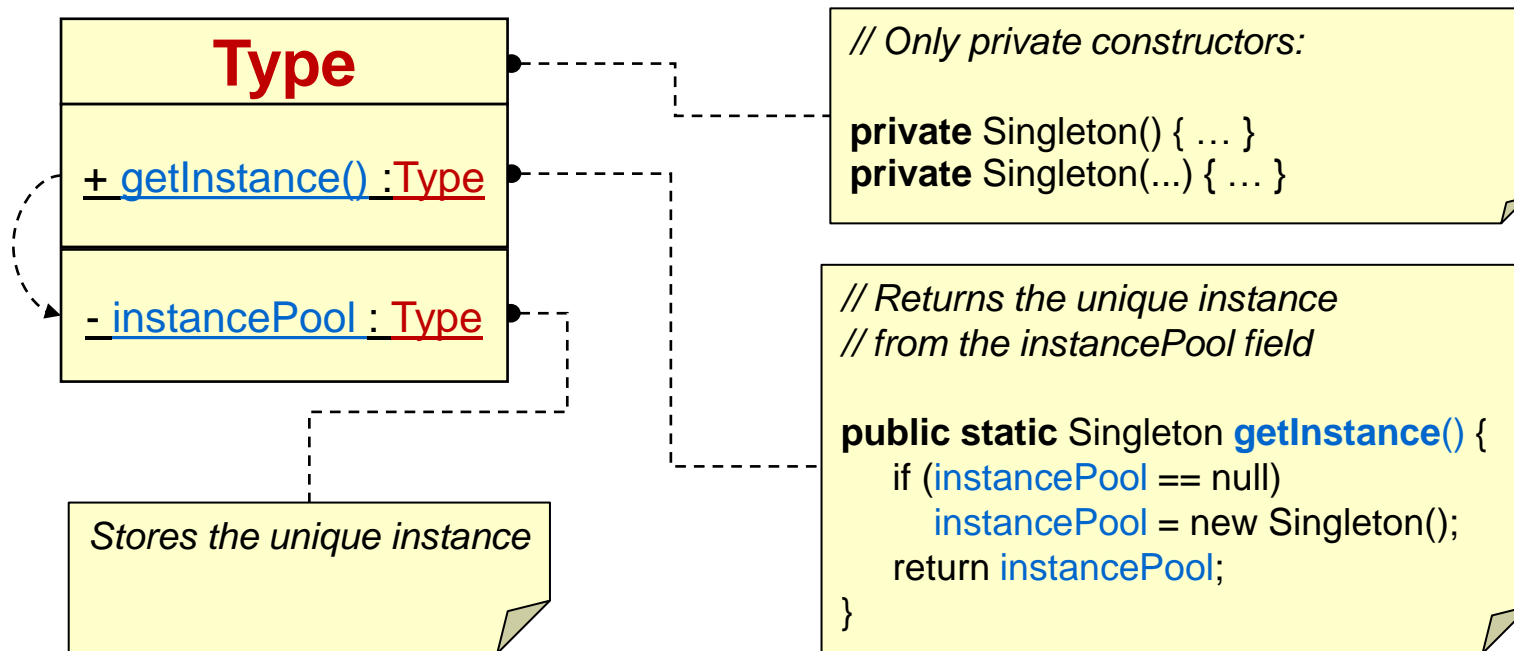 Type
+ getInstance() :Type
- instancePool : Type
Stores the unique instance
// Only private constructors:
private Singleton() { … }
private Singleton(...) { … }
// Returns the unique instance
// from the instancePool field
public static Singleton getInstance() {
if (instancePool == null)
instancePool = new Singleton();
return instancePool;
}